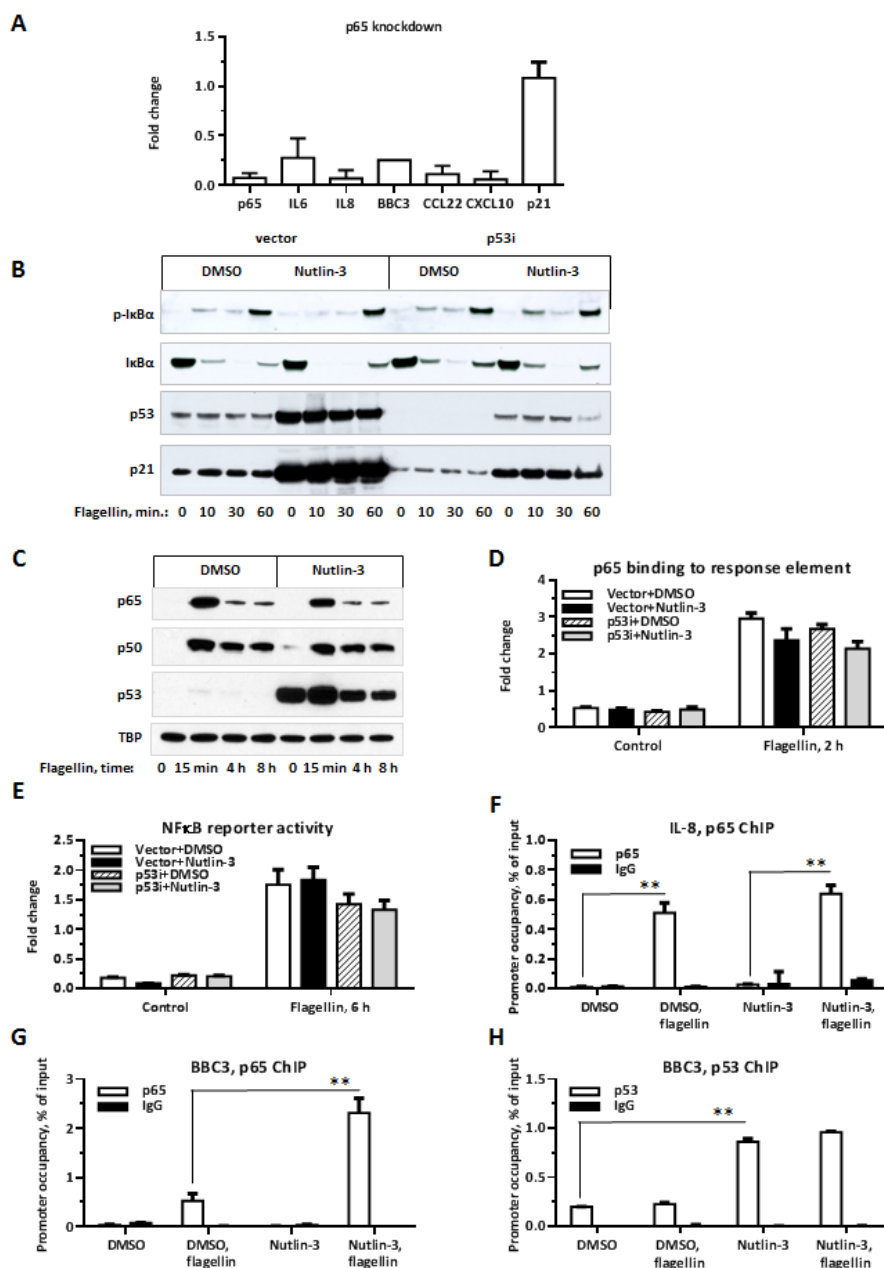 A
p65 knockdown
Fold change
1.5
1.0
0.5
0.0
p65 IL6 IL8 BBC3 CCL22 CXCL10 p21
vector p53i
B
DMSO Nutlin-3 DMSO Nutlin-3
p-IκBα
IκBα
p53
p21
Flagellin, min.: 0 10 30 60 0 10 30 60 0 10 30 60 0 10 30 60
C
DMSO Nutlin-3
p65
p50
p53
TBP
Flagellin, time: 0 15 min 4 h 8 h 0 15 min 4 h 8 h
D
p65 binding to response element
Vector+DMSO
Vector+Nutlin-3
p53i+DMSO
p53i+Nutlin-3
Fold change
4
3
2
1
0
Control Flagellin, 2 h
E
NFκB reporter activity
Vector+DMSO
Vector+Nutlin-3
p53i+DMSO
p53i+Nutlin-3
Fold change
2.5
2.0
1.5
1.0
0.5
0.0
Control Flagellin, 6 h
F
IL-8, p65 ChIP
p65
IgG
Promoter occupancy, % of input
1.0
0.8
0.6
0.4
0.2
0.0
** **
DMSO DMSO, flagellin Nutlin-3 Nutlin-3, flagellin
G
BBC3, p65 ChIP
p65
IgG
Promoter occupancy, % of input
3
2
1
0
**
DMSO DMSO, flagellin Nutlin-3 Nutlin-3, flagellin
H
BBC3, p53 ChIP
p53
IgG
Promoter occupancy, % of input
1.5
1.0
0.5
0.0
**
DMSO DMSO, flagellin Nutlin-3 Nutlin-3, flagellin